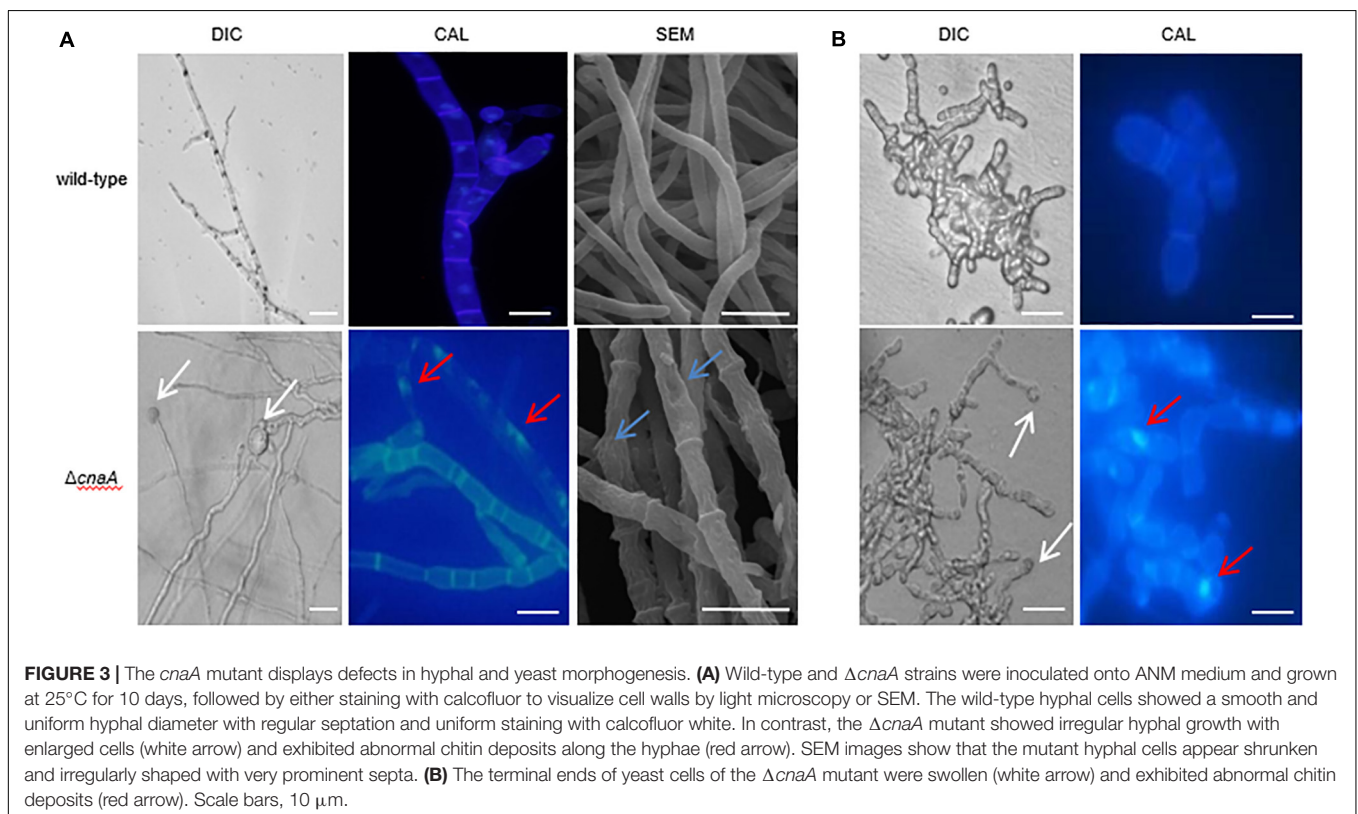 A
DIC
CAL
SEM
B
DIC
CAL
wild-type
ΔcnaA
FIGURE 3 | The cnaA mutant displays defects in hyphal and yeast morphogenesis. (A) Wild-type and ΔcnaA strains were inoculated onto ANM medium and grown
at 25°C for 10 days, followed by either staining with calcofluor to visualize cell walls by light microscopy or SEM. The wild-type hyphal cells showed a smooth and
uniform hyphal diameter with regular septation and uniform staining with calcofluor white. In contrast, the ΔcnaA mutant showed irregular hyphal growth with
enlarged cells (white arrow) and exhibited abnormal chitin deposits along the hyphae (red arrow). SEM images show that the mutant hyphal cells appear shrunken
and irregularly shaped with very prominent septa. (B) The terminal ends of yeast cells of the ΔcnaA mutant were swollen (white arrow) and exhibited abnormal chitin
deposits (red arrow). Scale bars, 10 μm.